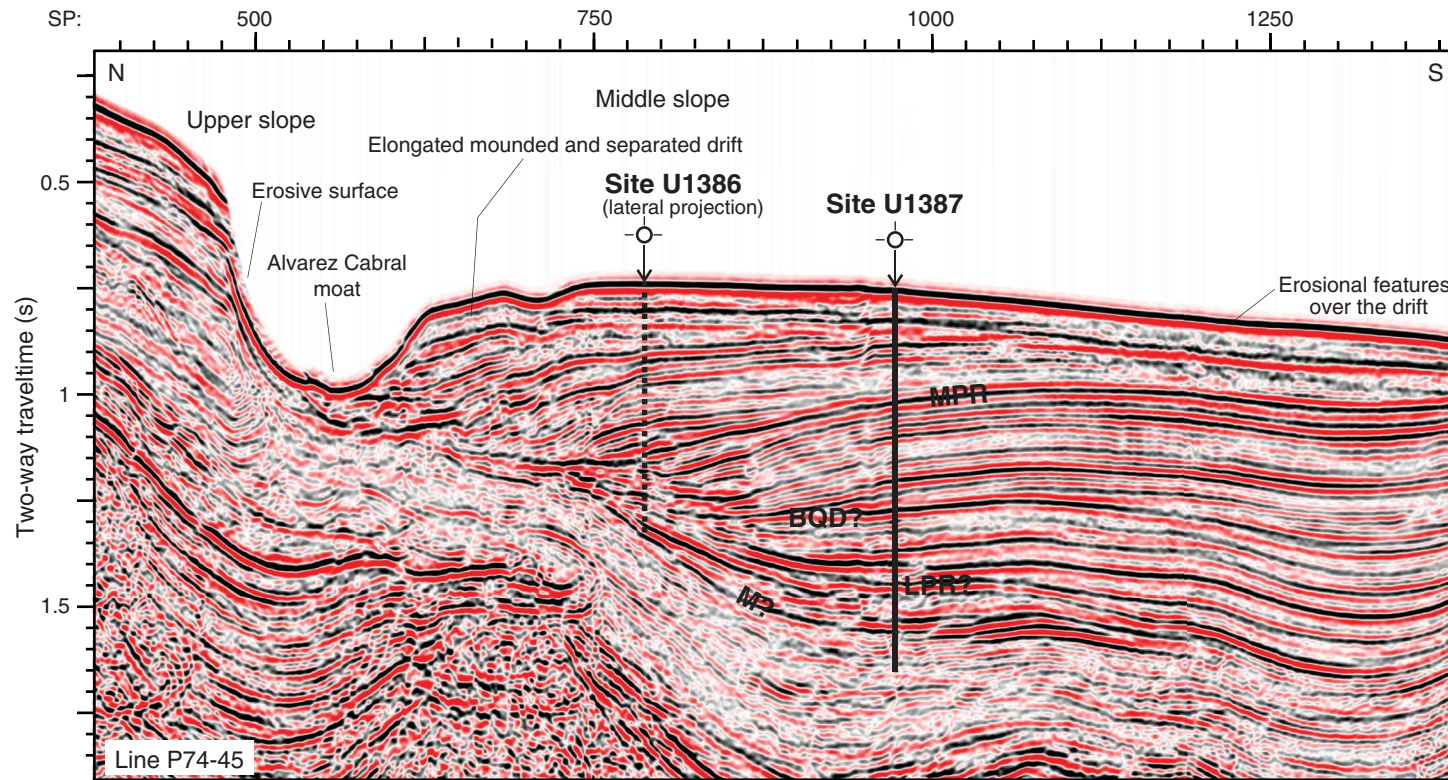 SP: 500 750 1000 1250
N
S
Middle slope
Upper slope
Elongated mounded and separated drift
0.5
Erosive surface
Site U1386
(lateral projection)
Site U1387
Alvarez Cabral
moat
Erosional features
over the drift
1
MPR
Two-way traveltime (s)
BQD?
LPR?
MP
1.5
Line P74-45